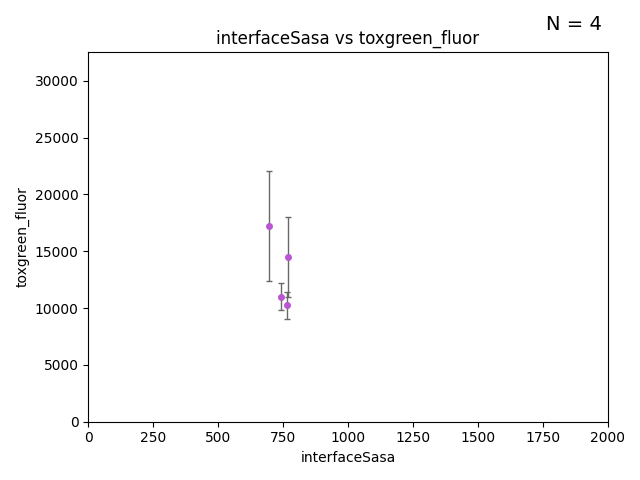 N = 4
interfaceSasa vs toxgreen_fluor
30000
25000
20000
15000
10000
5000
0
toxgreen_fluor
0 250 500 750 1000 1250 1500 1750 2000
interfaceSasa